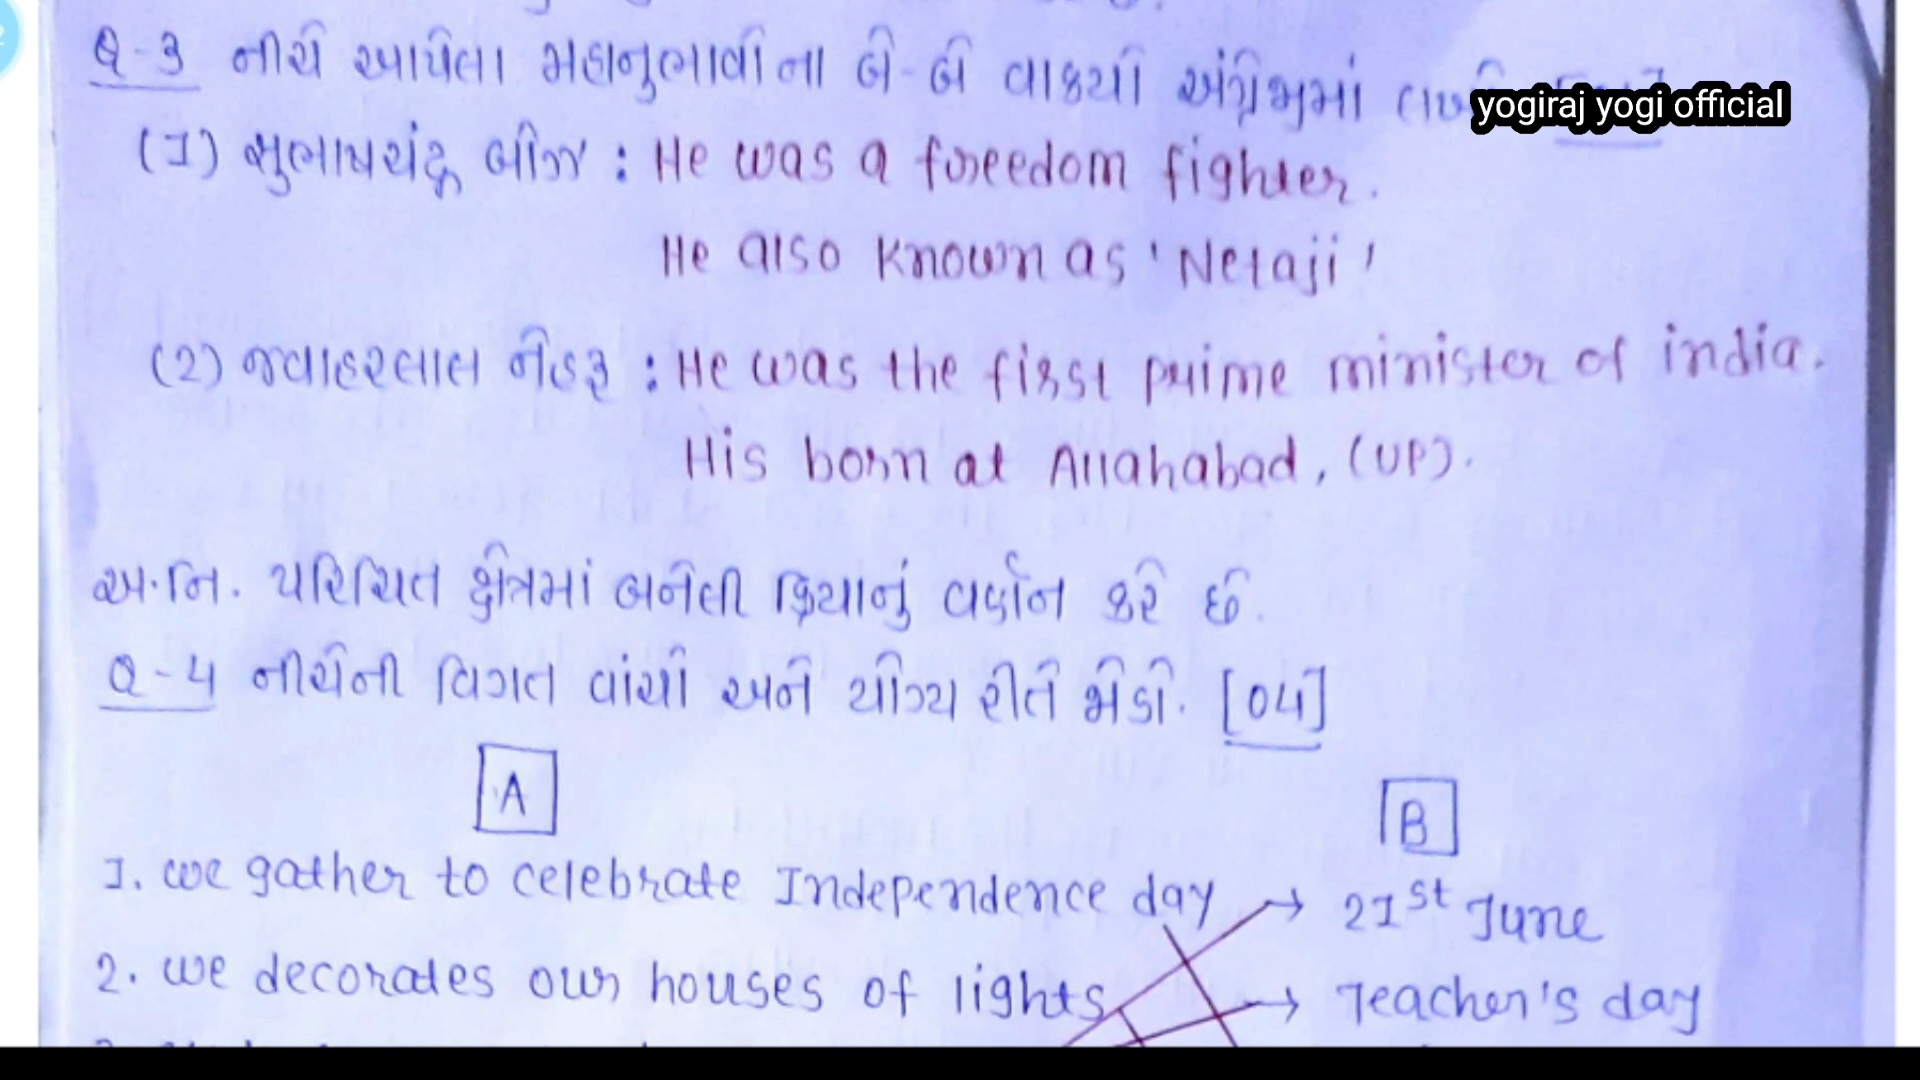 Q-3 નીચે આપેલા મહાનુભાવોના બે-બે વાક્યો અંગ્રેજીમાં
yogiraj yogi official
(1) સુભાષચંદ્ર બોઝ : He was a freedom fighter.
He also known as 'Netaji'
(2) જવાહરલાલ નેહરૂ : He was the first prime minister of india.
His born at Allahabad, (UP).
અ.નિ. પરિચિત ક્ષેત્રમાં બનેલી ક્રિયાનું વર્ણન કરે છે.
Q-4 નીચેની વિગત વાંચો અને યોગ્ય રીતે જોડો. [04]
A
B
1. we gather to celebrate Independence day → 21st June
2. we decorates our houses of lights → Teacher's day